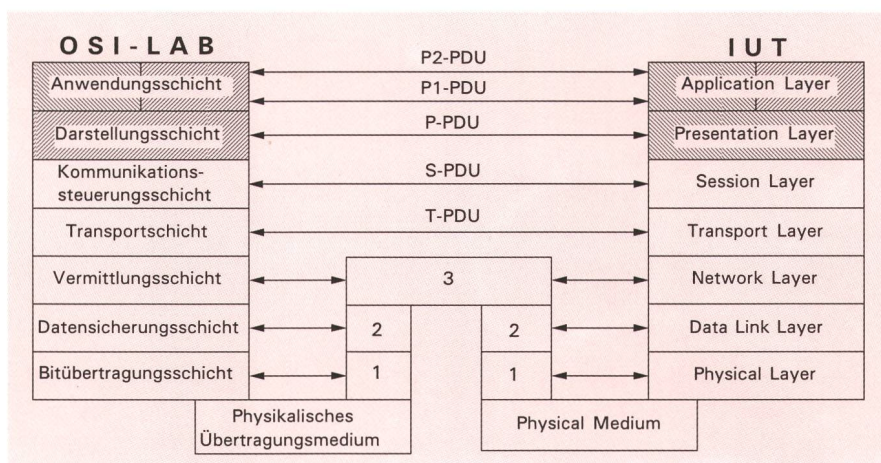 OSI-LAB
IUT
P2-PDU
Anwendungsschicht
P1-PDU
Application Layer
Darstellungsschicht
P-PDU
Presentation Layer
Kommunikations-
steuerungsschicht
S-PDU
Session Layer
Transportschicht
T-PDU
Transport Layer
Vermittlungsschicht
3
Network Layer
Datensicherungsschicht
2
2
Data Link Layer
Bitübertragungsschicht
1
1
Physical Layer
Physikalisches
Übertragungsmedium
Physical Medium